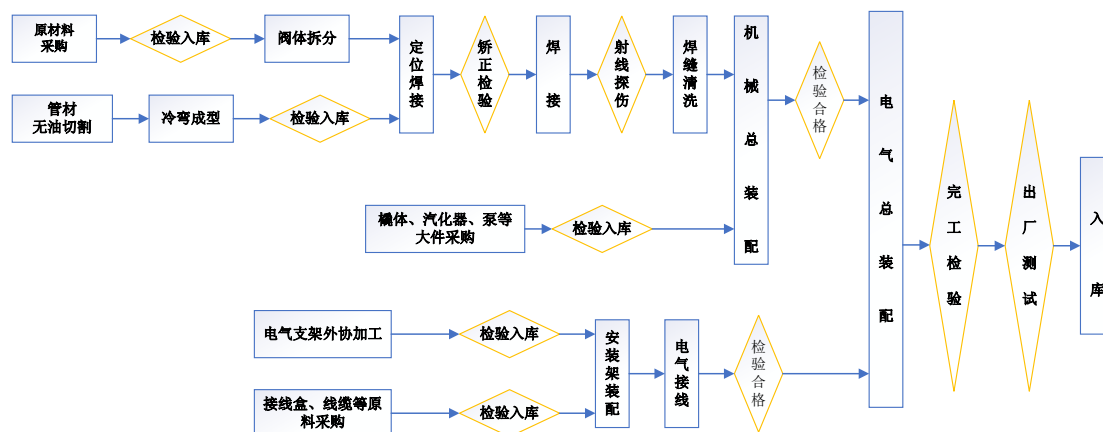 原材料
采购
检验入库
阀体拆分
管材
无油切割
冷弯成型
检验入库
定位焊接
矫正检验
焊接
射线探伤
焊缝清洗
机械总装配
检验合格
橇体、汽化器、泵等
大件采购
检验入库
电气支架外协加工
检验入库
接线盒、线缆等原
料采购
检验入库
安装架装配
电气接线
检验合格
电气总装配
完工检验
出厂测试
入库